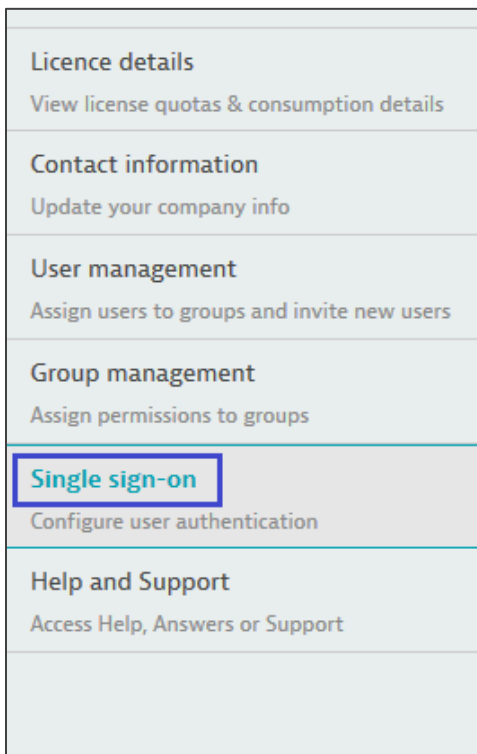 Licence details
View license quotas & consumption details
Contact information
Update your company info
User management
Assign users to groups and invite new users
Group management
Assign permissions to groups
Single sign-on
Configure user authentication
Help and Support
Access Help, Answers or Support